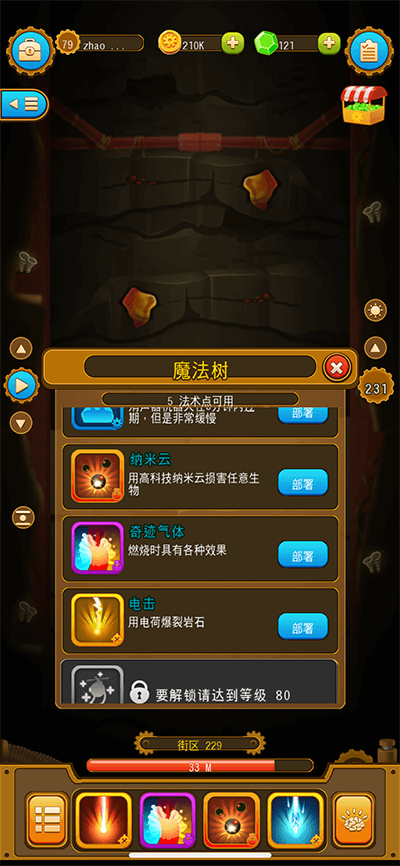 79
zhao ...
210K
121
魔法树
5 法术点可用
231
期，但是非常缓慢
部署
纳米云
用高科技纳米云损害任意生
物
部署
奇迹气体
燃烧时具有各种效果
部署
电击
用电荷爆裂岩石
部署
要解锁请达到等级 80
街区 229
33 M